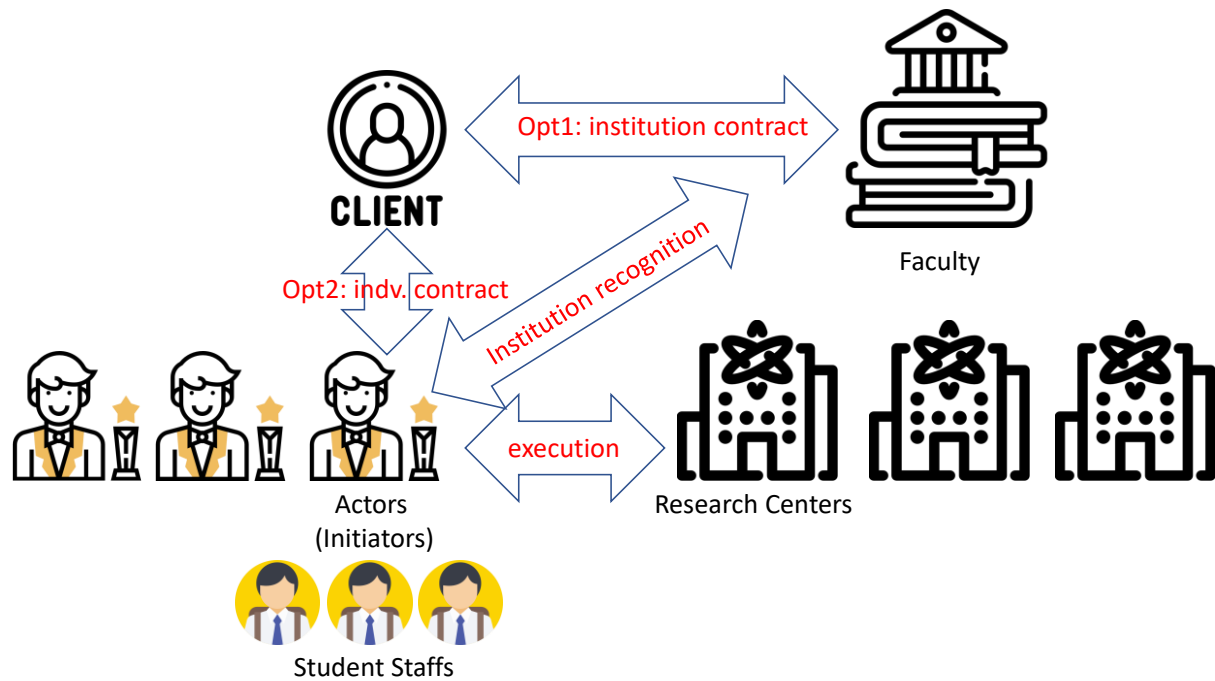 Opt1: institution contract
CLIENT
Faculty
Institution recognition
Opt2: indv. contract
execution
Actors
(Initiators)
Research Centers
Student Staffs